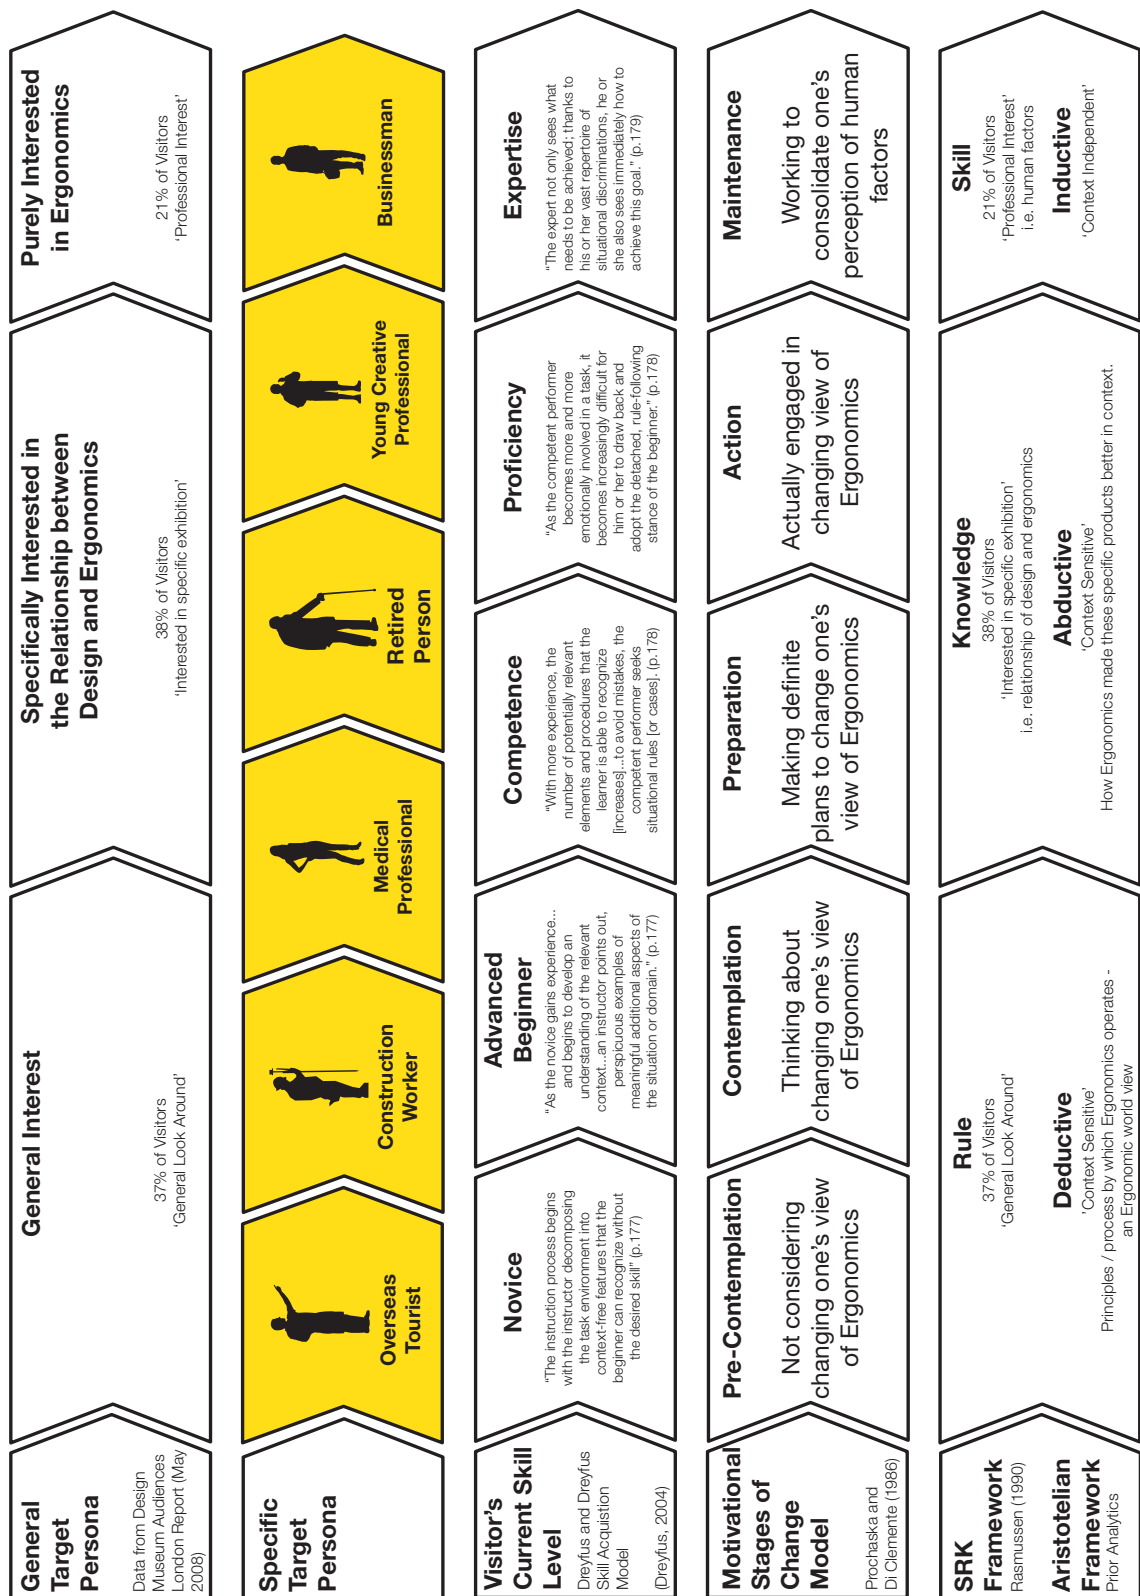 General
Target
Persona
Data from Design
Museum Audiences
London Report (May
2008)
General Interest
37% of Visitors
‘General Look Around’
Specifically Interested in
the Relationship between
Design and Ergonomics
38% of Visitors
‘Interested in specific exhibition’
Purely Interested
in Ergonomics
21% of Visitors
‘Professional Interest’
Specific
Target
Persona
Overseas
Tourist
Construction
Worker
Medical
Professional
Retired
Person
Young Creative
Professional
Businessman
Visitor’s
Current Skill
Level
Dreyfus and Dreyfus
Skill Acquistion
Model
(Dreyfus, 2004)
Novice
“The instruction process begins
with the instructor decomposing
the task environment into
context-free features that the
beginner can recognize without
the desired skill” (p.177)
Advanced
Beginner
“As the novice gains experience...
and begins to develop an
understanding of the relevant
context...an instructor points out,
perspicuous examples of
meaningful additional aspects of
the situation or domain.” (p.177)
Competence
“With more experience, the
number of potentially relevant
elements and procedures that the
learner is able to recognize
[increases]...to avoid mistakes, the
competent performer seeks
situational rules [or cases]. (p.178)
Proficiency
“As the competent performer
becomes more and more
emotionally involved in a task, it
becomes increasingly difficult for
him or her to draw back and
adopt the detached, rule-following
stance of the beginner.” (p.178)
Expertise
“The expert not only sees what
needs to be achieved; thanks to
his or her vast repertoire of
situational discriminations, he or
she also sees immediately how to
achieve this goal.” (p.179)
Motivational
Stages of
Change
Model
Prochaska and
Di Clemente (1986)
Pre-Contemplation
Not considering
changing one’s view
of Ergonomics
Contemplation
Thinking about
changing one’s view
of Ergonomics
Preparation
Making definite
plans to change one’s
view of Ergonomics
Action
Actually engaged in
changing view of
Ergonomics
Maintenance
Working to
consolidate one’s
perception of human
factors
SRK
Framework
Rasmussen (1990)
Aristotelian
Framework
Prior Analytics
Rule
37% of Visitors
‘General Look Around’
Deductive
’Context Sensitive’
Principles / process by which Ergonomics operates -
an Ergonomic world view
Knowledge
38% of Visitors
‘Interested in specific exhibition’
i.e. relationship of design and ergonomics
Abductive
‘Context Sensitive’
How Ergonomics made these specific products better in context.
Skill
21% of Visitors
‘Professional Interest’
i.e. human factors
Inductive
‘Context Independent’